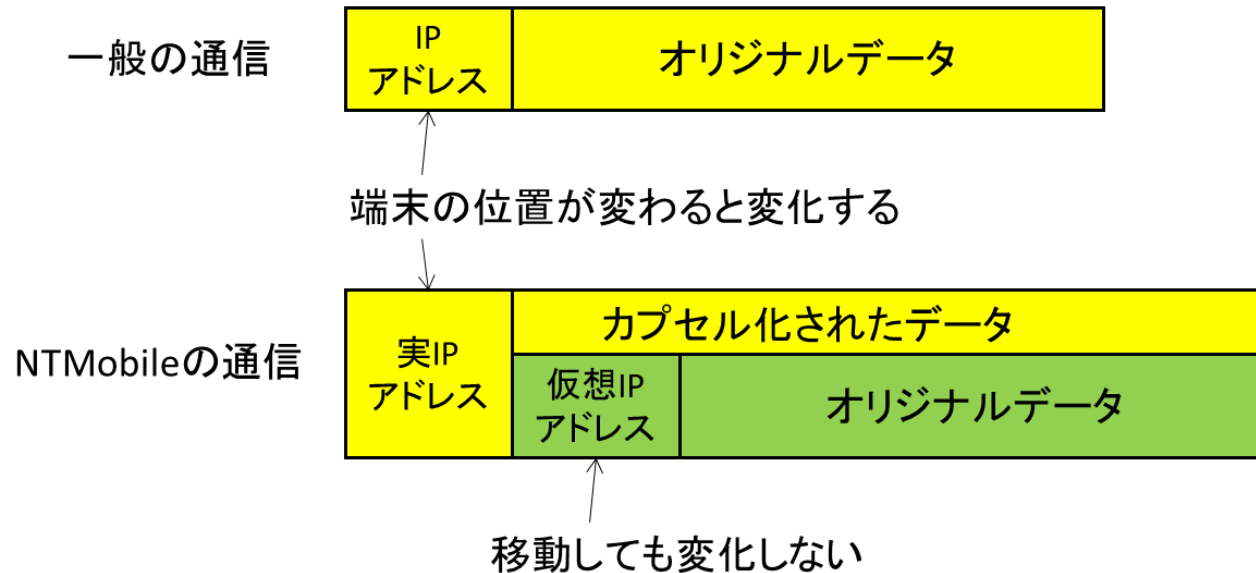 一般の通信
IP
アドレス
オリジナルデータ
端末の位置が変わると変化する
NTMobileの通信
実IP
アドレス
カプセル化されたデータ
仮想IP
アドレス
オリジナルデータ
移動しても変化しない